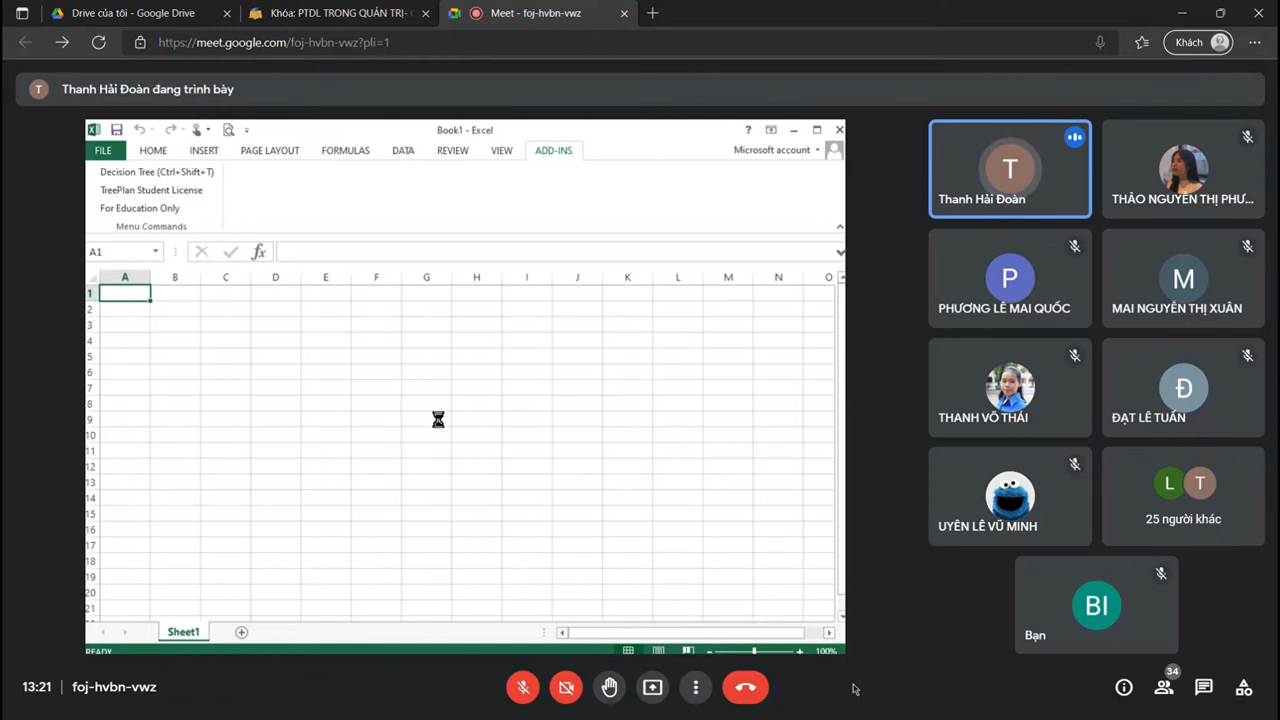 Drive của tôi - Google Drive
Khóa: PTDL TRONG QUẢN TRỊ- C
Meet - foj-hvbn-vwz
https://meet.google.com/foj-hvbn-vwz?pli=1
Khách
T
Thanh Hải Đoàn đang trình bày
Book1 - Excel
FILE HOME INSERT PAGE LAYOUT FORMULAS DATA REVIEW VIEW ADD-INS Microsoft account
Decision Tree (Ctrl+Shift+T)
TreePlan Student License
For Education Only
Menu Commands
A1
fx
A B C D E F G H I J K L M N O
1
2
3
4
5
6
7
8
9
10
11
12
13
14
15
16
17
18
19
20
21
Sheet1
READY
100%
T
Thanh Hải Đoàn
THẢO NGUYỄN THỊ PHƯ...
P
PHƯƠNG LÊ MAI QUỐC
M
MAI NGUYỄN THỊ XUÂN
THANH VÕ THÁI
Đ
ĐẠT LÊ TUẤN
UYÊN LÊ VŨ MINH
L T
25 người khác
BI
Bạn
13:21 | foj-hvbn-vwz
34